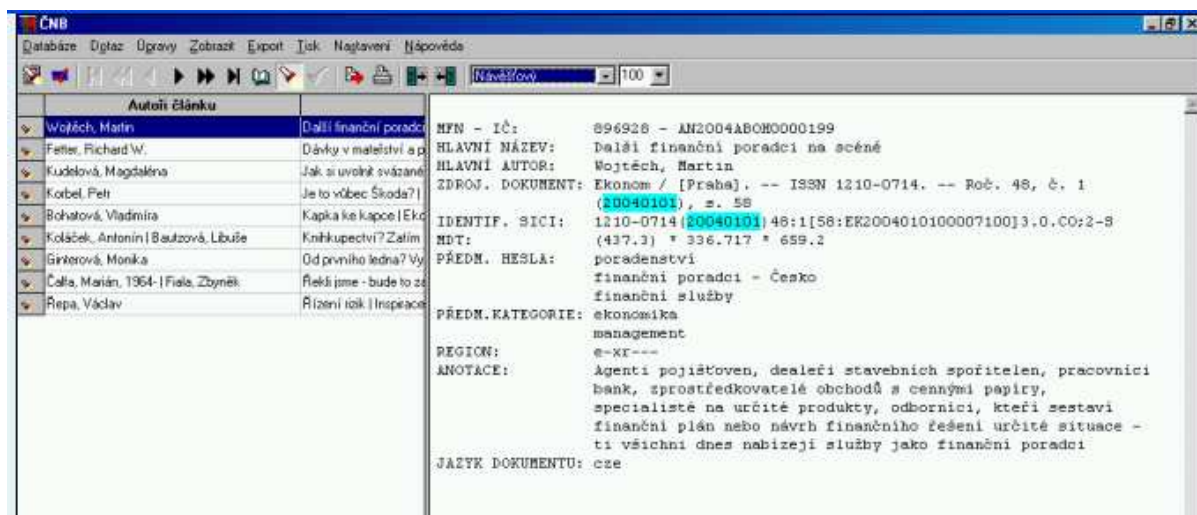 ČNB
Databáze Dotaz Úpravy Zobrazit Export Tisk Nastavení Nápověda
Návěšťový 100
Autoři článku
Wojtěch, Martin Další finanční poradci
Fetter, Richard W. Dávky v mateřství a p
Kudelová, Magdaléna Jak si uvolnit svázané
Korbel, Petr Je to vůbec Škoda? |
Bohatová, Vladimíra Kapka ke kapce | Eko
Koláček, Antonín | Bautzová, Libuše Knihkupectví? Zatím
Ginterová, Monika Od prvního ledna? Vy
Čalfa, Marián, 1964- | Fiala, Zbyněk Řekli jsme - bude to za
Řepa, Václav Řízení rizik | Inspirace
MFN - IČ: 896928 - AN2004ABOH0000199
HLAVNÍ NÁZEV: Další finanční poradci na scéně
HLAVNÍ AUTOR: Wojtěch, Martin
ZDROJ. DOKUMENT: Ekonom / [Praha]. -- ISSN 1210-0714. -- Roč. 48, č. 1
(20040101), s. 58
IDENTIF. SICI: 1210-0714(20040101)48:1[58:EK2004010100007100]3.0.CO;2-S
MDT: (437.3) * 336.717 * 659.2
PŘEDM. HESLA: poradenství
finanční poradci - Česko
finanční služby
PŘEDM.KATEGORIE: ekonomika
management
REGION: e-xr---
ANOTACE: Agenti pojišťoven, dealeři stavebních spořitelen, pracovníci
bank, zprostředkovatelé obchodů s cennými papíry,
specialisté na určité produkty, odborníci, kteří sestaví
finanční plán nebo návrh finančního řešení určité situace -
ti všichni dnes nabízejí služby jako finanční poradci
JAZYK DOKUMENTU: cze